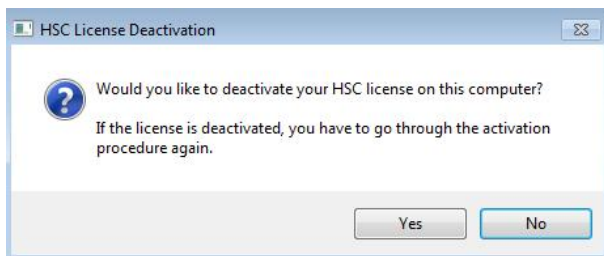 HSC License Deactivation
Would you like to deactivate your HSC license on this computer?
If the license is deactivated, you have to go through the activation
procedure again.
Yes
No